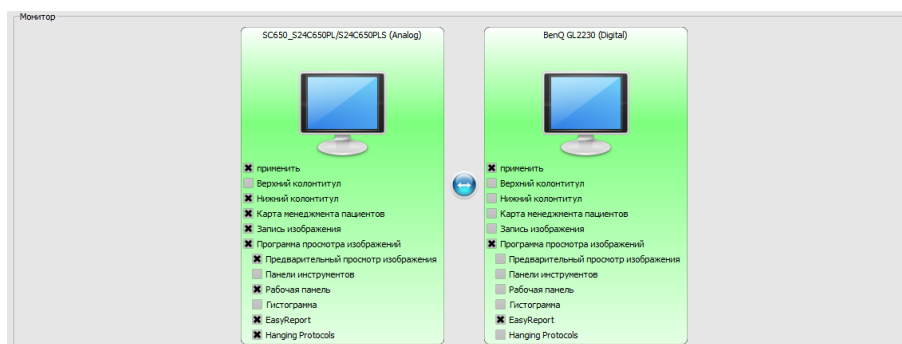 Монитор
SC650_S24C650PL/S24C650PLS (Analog)
применить
Верхний колонтитул
Нижний колонтитул
Карта менеджмента пациентов
Запись изображения
Программа просмотра изображений
Предварительный просмотр изображения
Панели инструментов
Рабочая панель
Гистограмма
EasyReport
Hanging Protocols
BenQ GL2230 (Digital)
применить
Верхний колонтитул
Нижний колонтитул
Карта менеджмента пациентов
Запись изображения
Программа просмотра изображений
Предварительный просмотр изображения
Панели инструментов
Рабочая панель
Гистограмма
EasyReport
Hanging Protocols